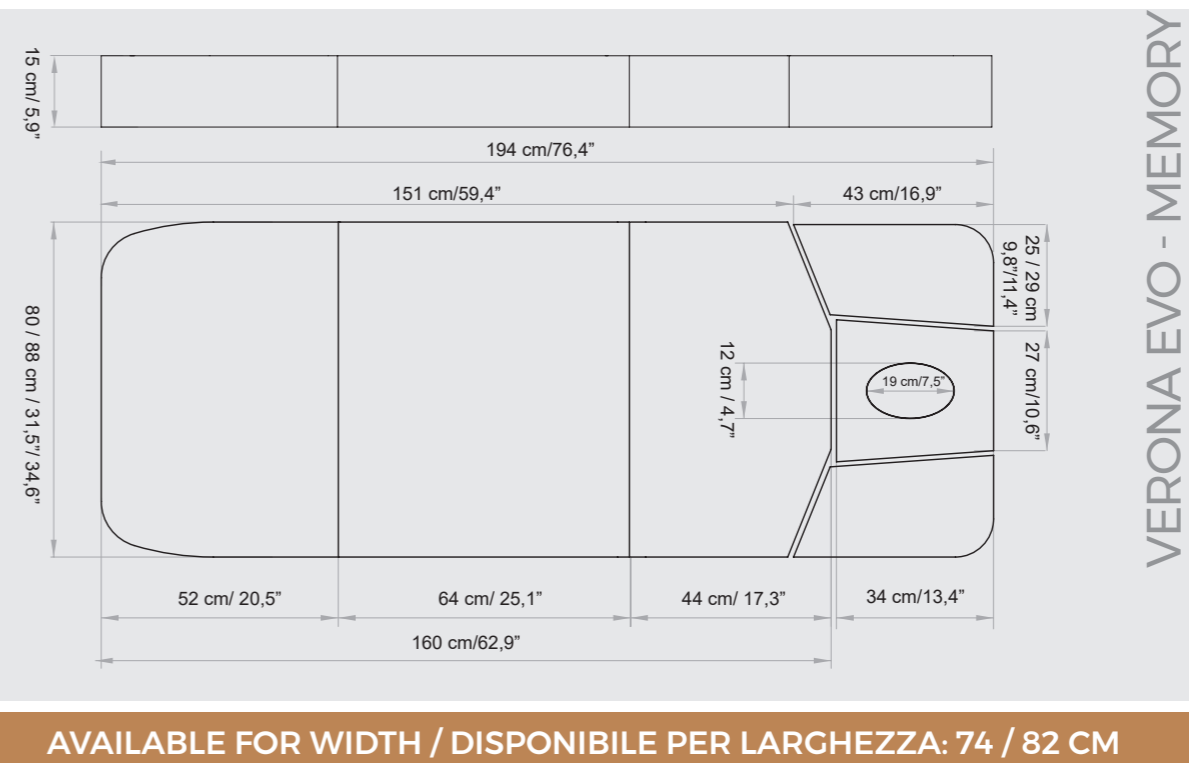 15 cm/ 5,9”
194 cm/76,4”
151 cm/59,4”
43 cm/16,9”
25 / 29 cm
9,8”/11,4”
80 / 88 cm / 31,5”/ 34,6”
12 cm / 4,7”
19 cm/7,5”
27 cm/10,6”
52 cm/ 20,5”
64 cm/ 25,1”
44 cm/ 17,3”
34 cm/13,4”
160 cm/62,9”
VERONA EVO - MEMORY
AVAILABLE FOR WIDTH / DISPONIBILE PER LARGHEZZA: 74 / 82 CM